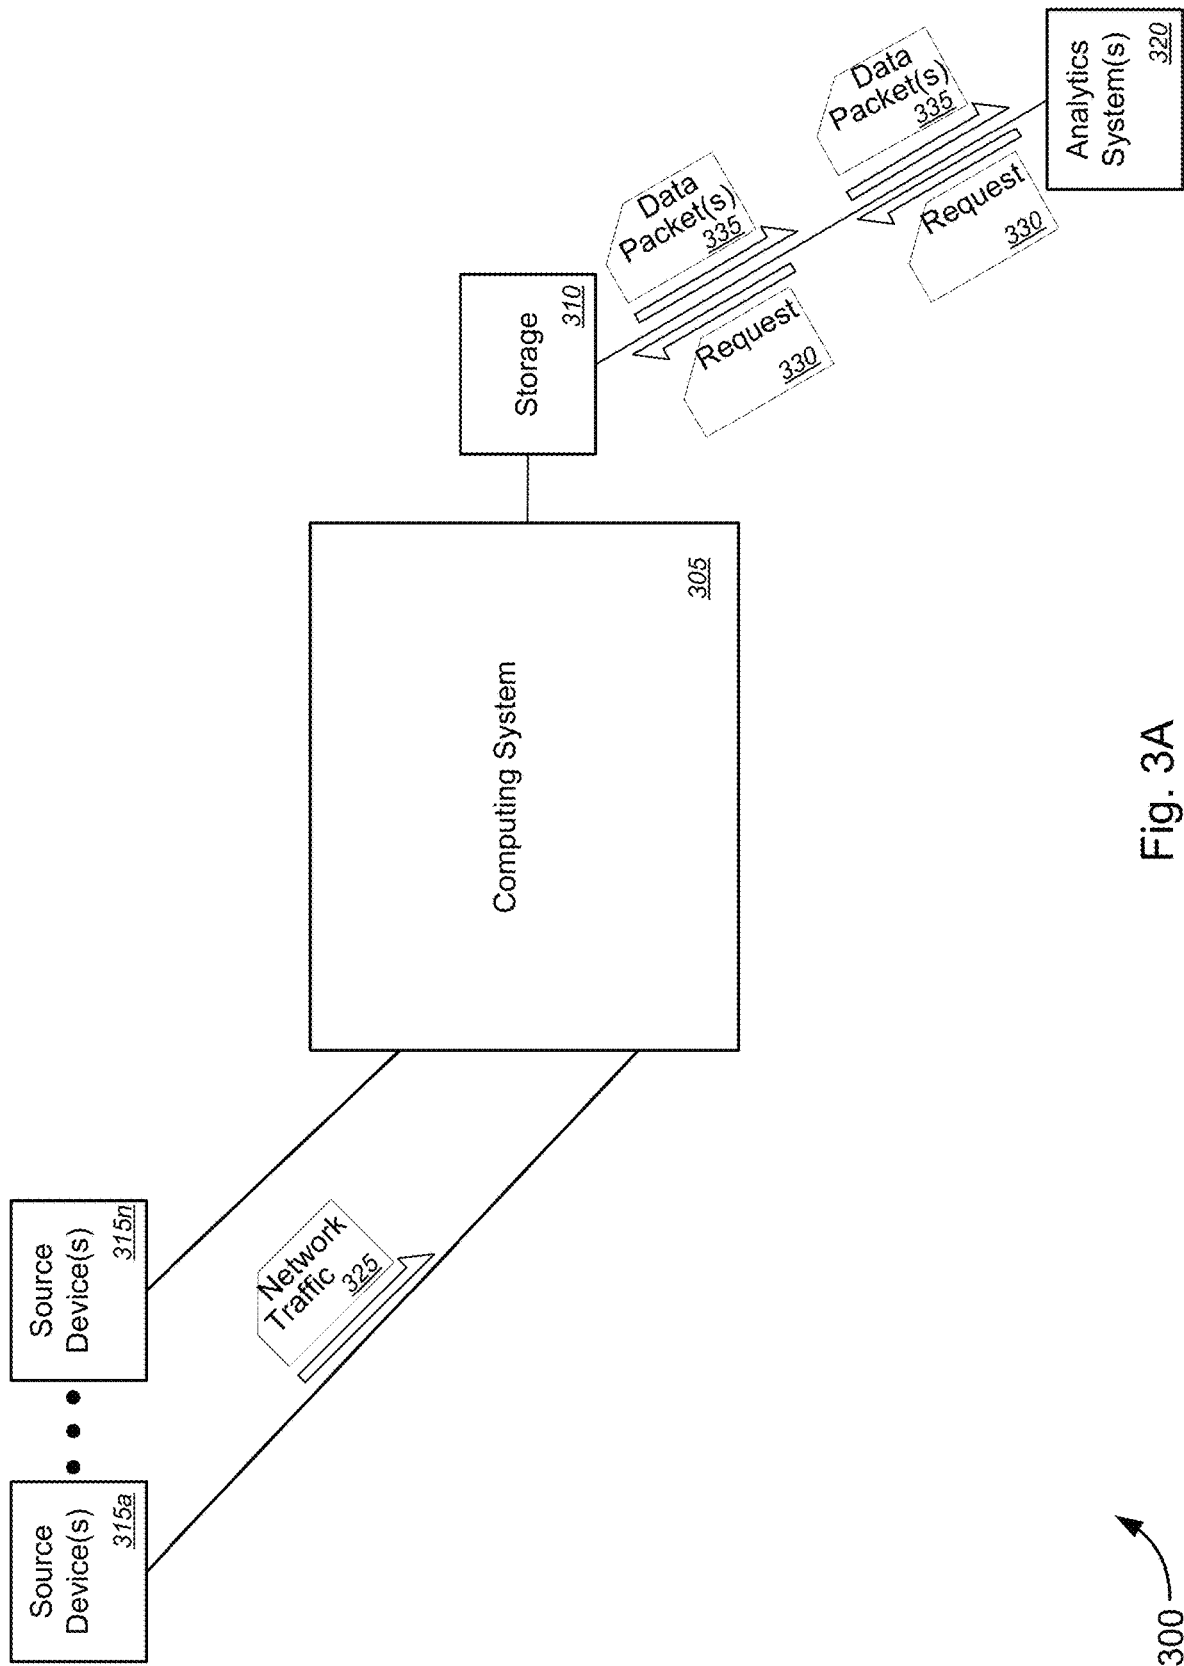 300
Source
Device(s)
315a
Source
Device(s)
315n
Network
Traffic
325
Computing System
305
Storage
310
Data
Packet(s)
335
Request
330
Data
Packet(s)
335
Request
330
Analytics
System(s)
320
Fig. 3A